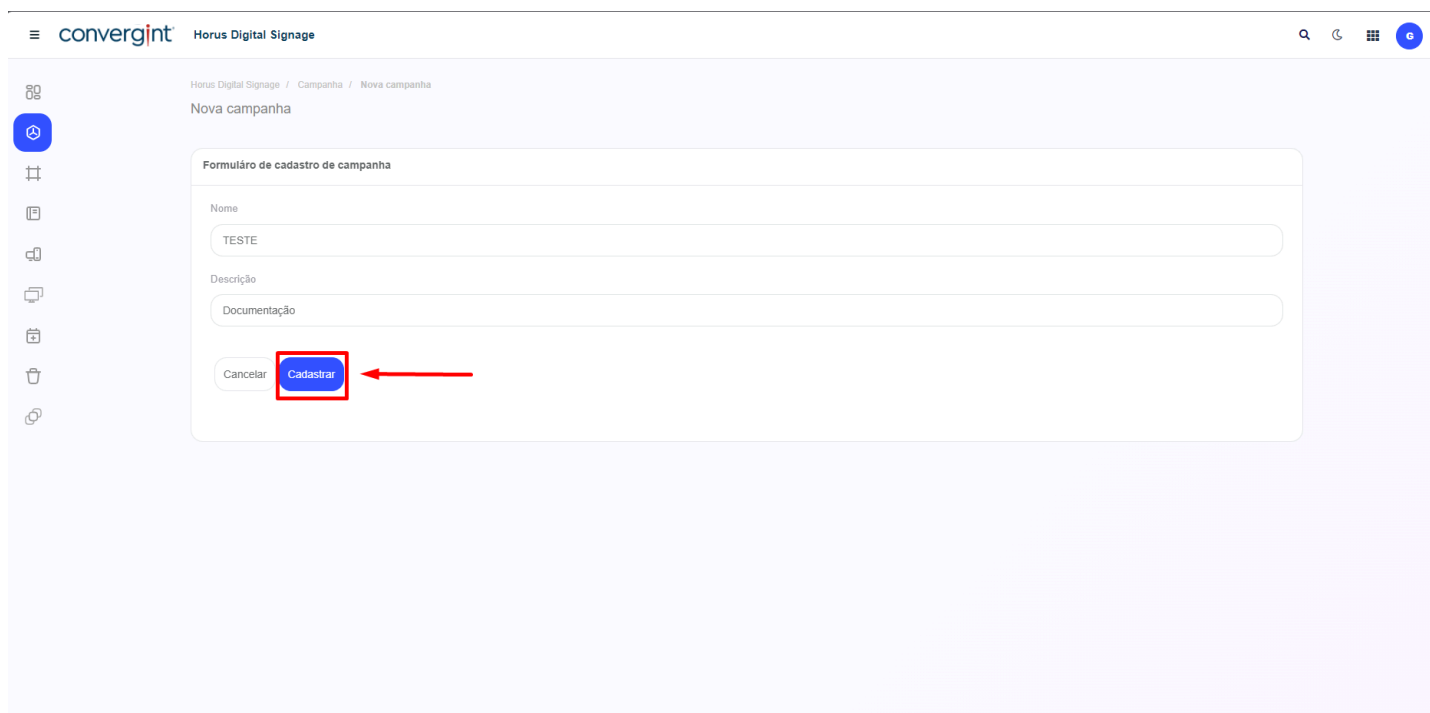 convergint Horus Digital Signage
G
Horus Digital Signage / Campanha / Nova campanha
Nova campanha
Formuláro de cadastro de campanha
Nome
TESTE
Descrição
Documentação
Cancelar Cadastrar